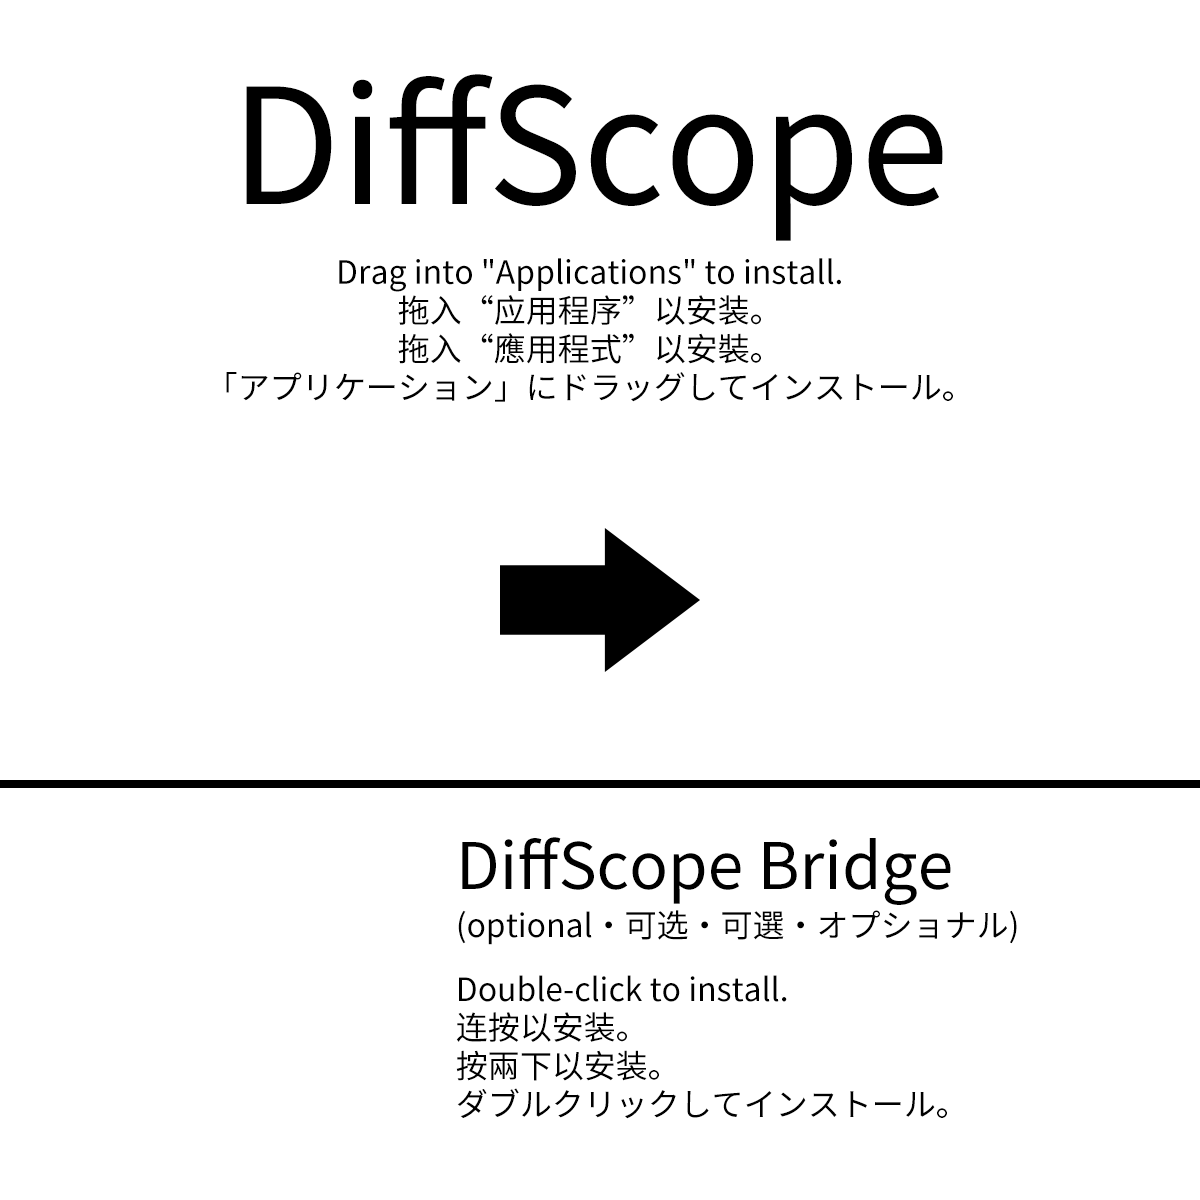 DiffScope
Drag into "Applications" to install.
拖入“应用程序”以安装。
拖入“應用程式”以安裝。
「アプリケーション」にドラッグしてインストール。
DiffScope Bridge
(optional・可选・可選・オプショナル)
Double-click to install.
连按以安装。
按兩下以安装。
ダブルクリックしてインストール。